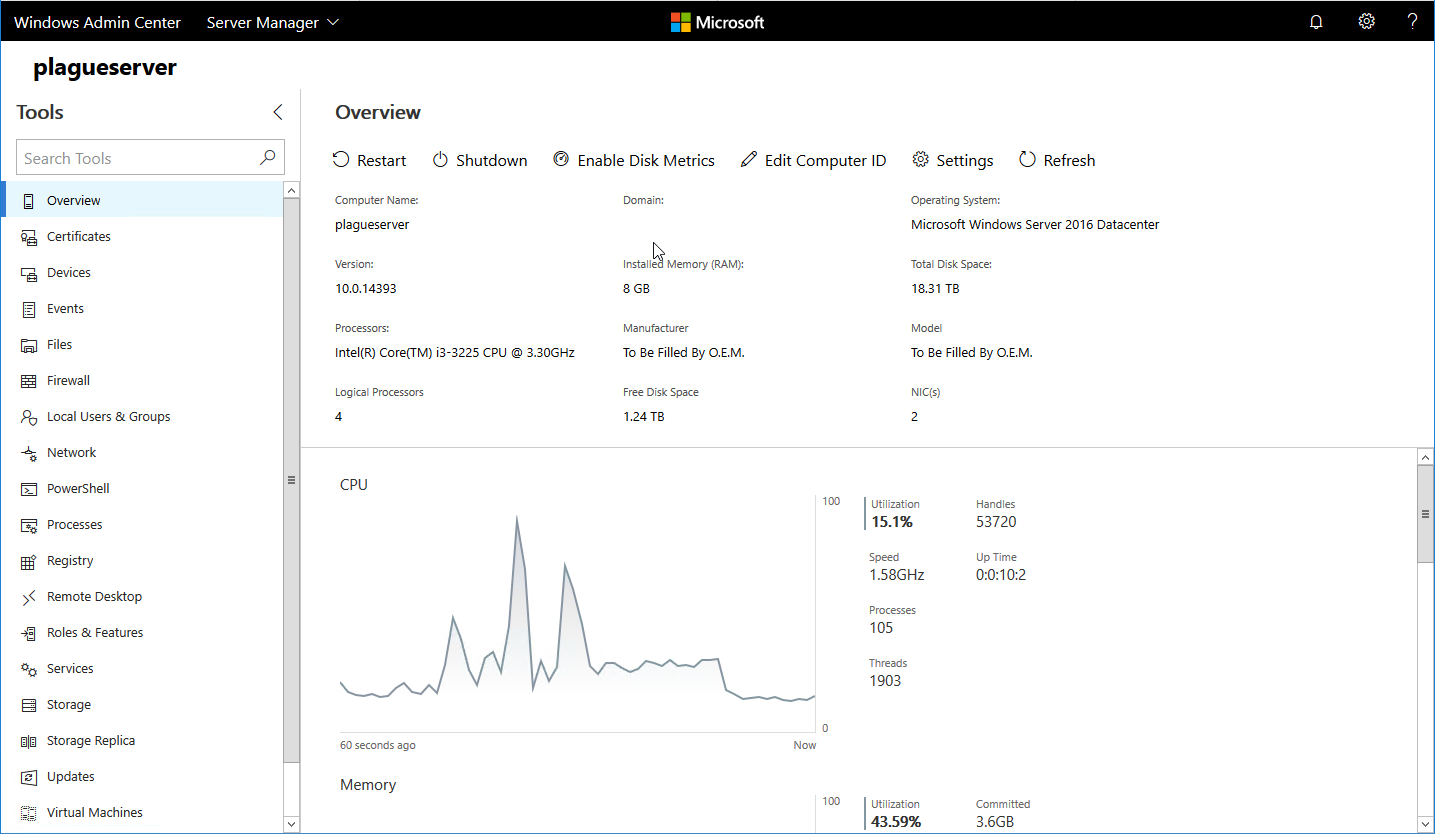 Windows Admin Center Server Manager Microsoft ?
plagueserver
Tools
Search Tools
Overview
Certificates
Devices
Events
Files
Firewall
Local Users & Groups
Network
PowerShell
Processes
Registry
Remote Desktop
Roles & Features
Services
Storage
Storage Replica
Updates
Virtual Machines
Overview
Restart Shutdown Enable Disk Metrics Edit Computer ID Settings Refresh
Computer Name: Domain: Operating System:
plagueserver Microsoft Windows Server 2016 Datacenter
Version: Installed Memory (RAM): Total Disk Space:
10.0.14393 8 GB 18.31 TB
Processors: Manufacturer Model
Intel(R) Core(TM) i3-3225 CPU @ 3.30GHz To Be Filled By O.E.M. To Be Filled By O.E.M.
Logical Processors Free Disk Space NIC(s)
4 1.24 TB 2
CPU
100
0
60 seconds ago Now
Utilization Handles
15.1% 53720
Speed Up Time
1.58GHz 0:0:10:2
Processes
105
Threads
1903
Memory
100
Utilization Committed
43.59% 3.6GB